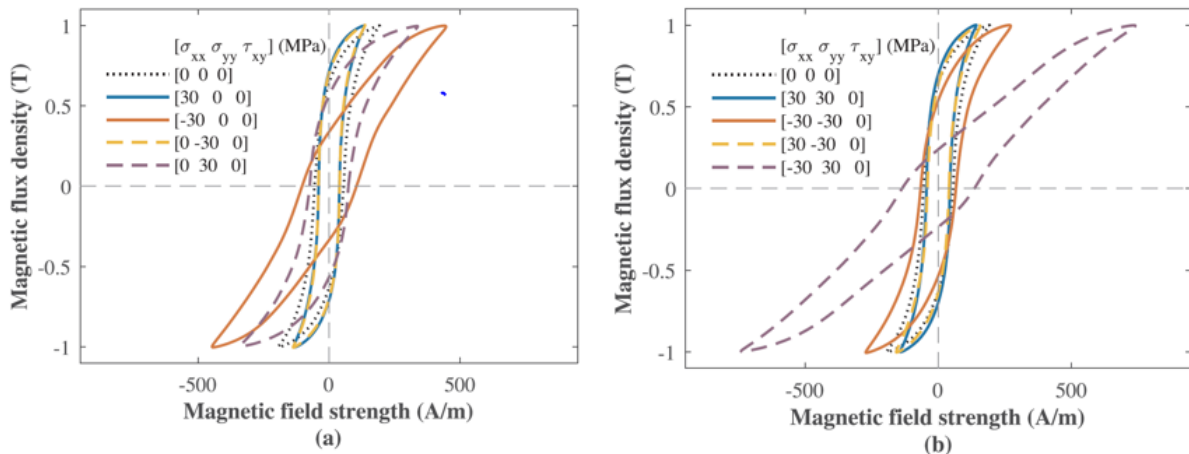 [σxx σyy τxy] (MPa)
[0 0 0]
[30 0 0]
[-30 0 0]
[0 -30 0]
[0 30 0]
1
0.5
0
-0.5
-1
Magnetic flux density (T)
-500 0 500
Magnetic field strength (A/m)
(a)
[σxx σyy τxy] (MPa)
[0 0 0]
[30 30 0]
[-30 -30 0]
[30 -30 0]
[-30 30 0]
1
0.5
0
-0.5
-1
Magnetic flux density (T)
-500 0 500
Magnetic field strength (A/m)
(b)